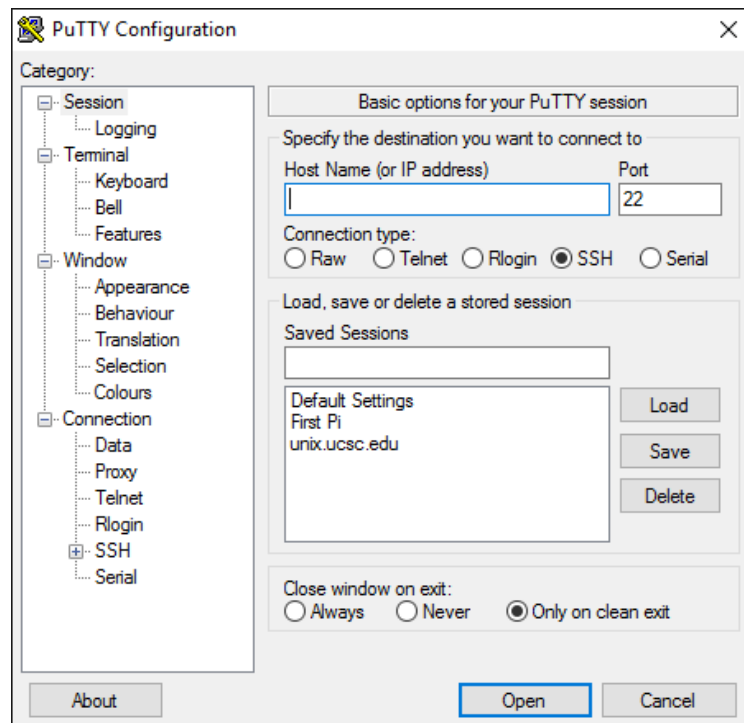 PuTTY Configuration
Category:
Session
Logging
Terminal
Keyboard
Bell
Features
Window
Appearance
Behaviour
Translation
Selection
Colours
Connection
Data
Proxy
Telnet
Rlogin
SSH
Serial
Basic options for your PuTTY session
Specify the destination you want to connect to
Host Name (or IP address) Port
22
Connection type:
Raw Telnet Rlogin SSH Serial
Load, save or delete a stored session
Saved Sessions
Default Settings
First Pi
unix.ucsc.edu
Load
Save
Delete
Close window on exit:
Always Never Only on clean exit
About Open Cancel